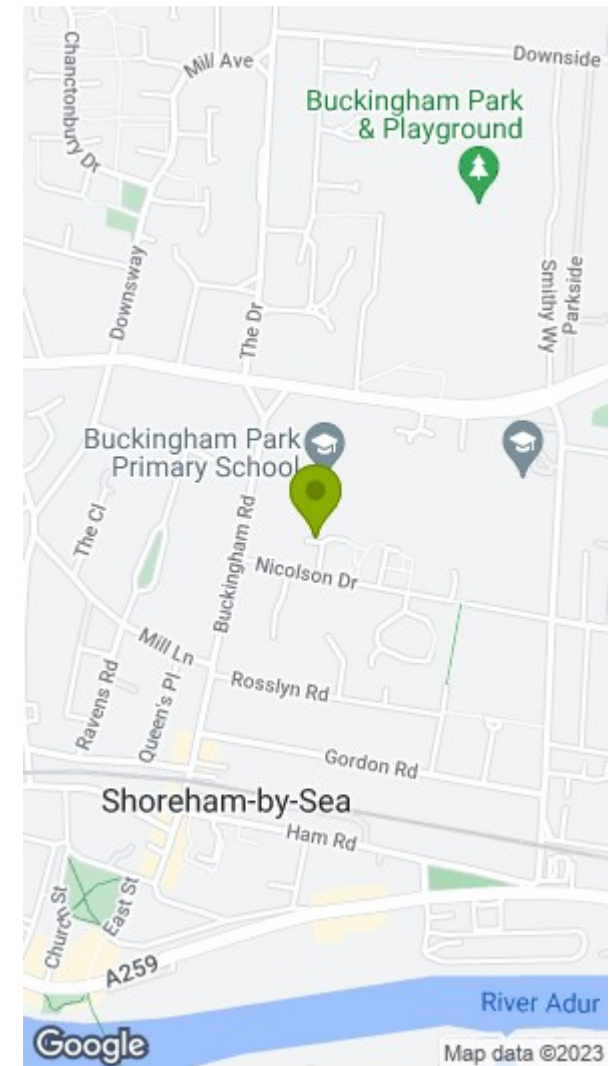 Downside
Mill Ave
Chanctonbury Dr
Buckingham Park
& Playground
Downsway
The Dr
Smithy Wy
Parkside
Buckingham Park
Primary School
The Cl
Buckingham Rd
Nicolson Dr
Mill Ln
Ravens Rd
Queen's Pl
Rosslyn Rd
Gordon Rd
Shoreham-by-Sea
Ham Rd
Church St
East St
A259
River Adur
Google
Map data ©2023